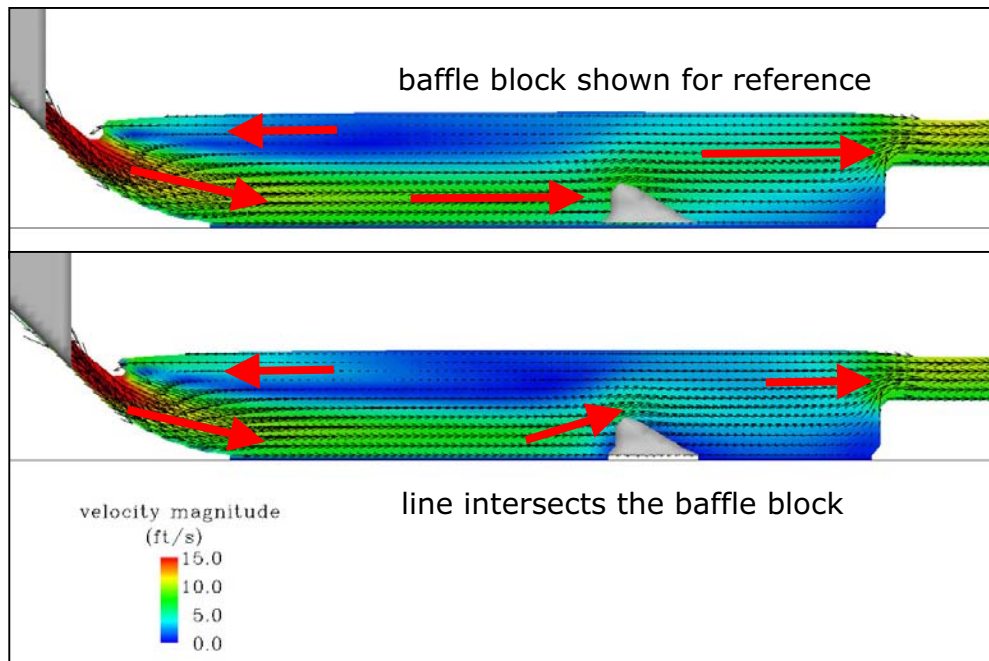 baffle block shown for reference
line intersects the baffle block
velocity magnitude
(ft/s)
15.0
10.0
5.0
0.0